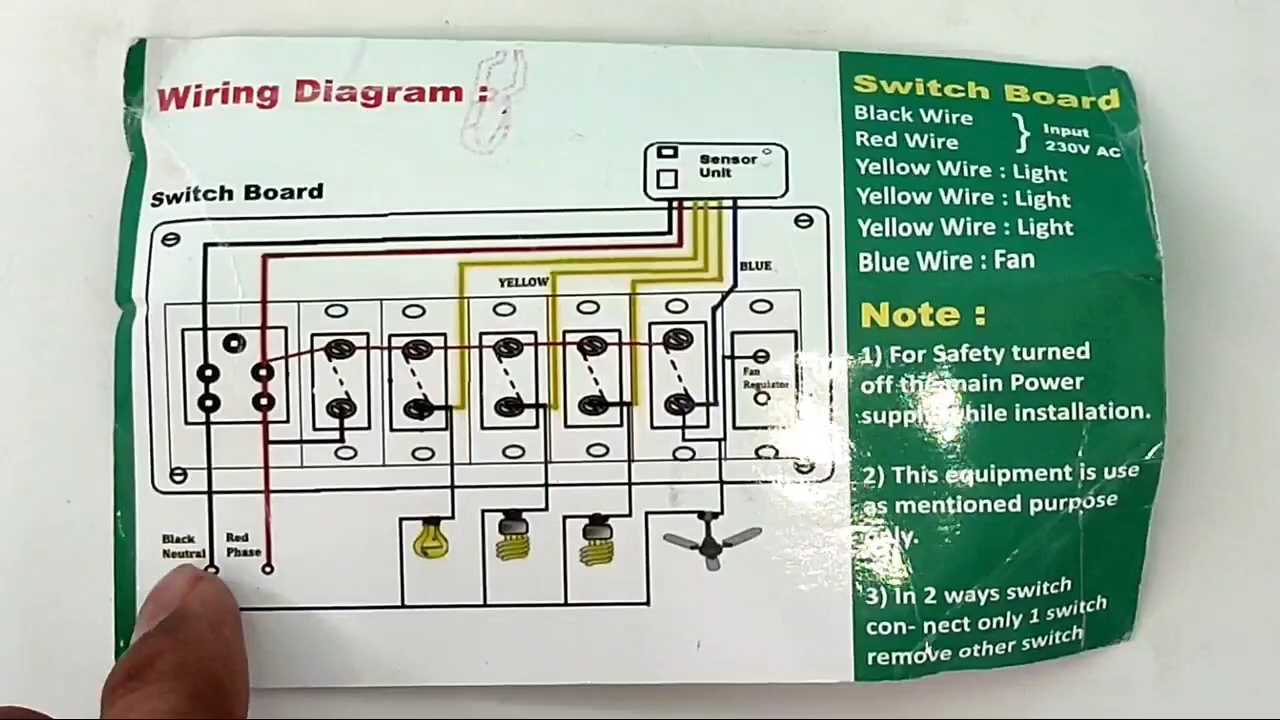 Wiring Diagram :
Switch Board
Sensor
Unit
YELLOW
BLUE
Fan
Regulator
Black
Neutral
Red
Phase
Switch Board
Black Wire
Red Wire
} Input
230V AC
Yellow Wire : Light
Yellow Wire : Light
Yellow Wire : Light
Blue Wire : Fan
Note :
1) For Safety turned
off the main Power
supply while installation.
2) This equipment is use
as mentioned purpose
only.
3) In 2 ways switch
con- nect only 1 switch
remove other switch